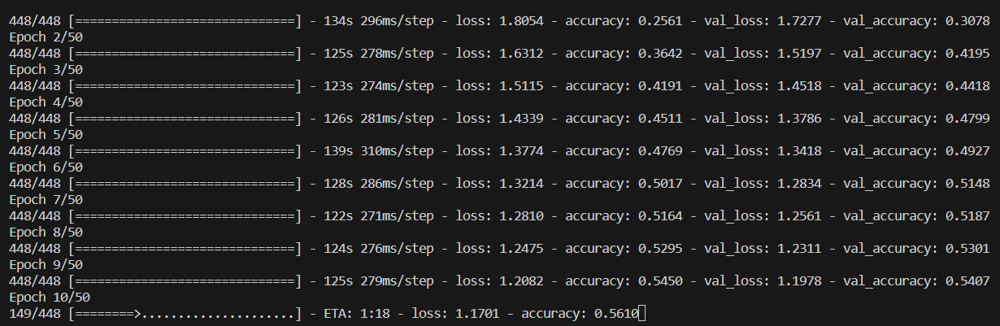 448/448 [==============================] - 134s 296ms/step - loss: 1.8054 - accuracy: 0.2561 - val_loss: 1.7277 - val_accuracy: 0.3078
Epoch 2/50
448/448 [==============================] - 125s 278ms/step - loss: 1.6312 - accuracy: 0.3642 - val_loss: 1.5197 - val_accuracy: 0.4195
Epoch 3/50
448/448 [==============================] - 123s 274ms/step - loss: 1.5115 - accuracy: 0.4191 - val_loss: 1.4518 - val_accuracy: 0.4418
Epoch 4/50
448/448 [==============================] - 126s 281ms/step - loss: 1.4339 - accuracy: 0.4511 - val_loss: 1.3786 - val_accuracy: 0.4799
Epoch 5/50
448/448 [==============================] - 139s 310ms/step - loss: 1.3774 - accuracy: 0.4769 - val_loss: 1.3418 - val_accuracy: 0.4927
Epoch 6/50
448/448 [==============================] - 128s 286ms/step - loss: 1.3214 - accuracy: 0.5017 - val_loss: 1.2834 - val_accuracy: 0.5148
Epoch 7/50
448/448 [==============================] - 122s 271ms/step - loss: 1.2810 - accuracy: 0.5164 - val_loss: 1.2561 - val_accuracy: 0.5187
Epoch 8/50
448/448 [==============================] - 124s 276ms/step - loss: 1.2475 - accuracy: 0.5295 - val_loss: 1.2311 - val_accuracy: 0.5301
Epoch 9/50
448/448 [==============================] - 125s 279ms/step - loss: 1.2082 - accuracy: 0.5450 - val_loss: 1.1978 - val_accuracy: 0.5407
Epoch 10/50
149/448 [========>.....................] - ETA: 1:18 - loss: 1.1701 - accuracy: 0.5610